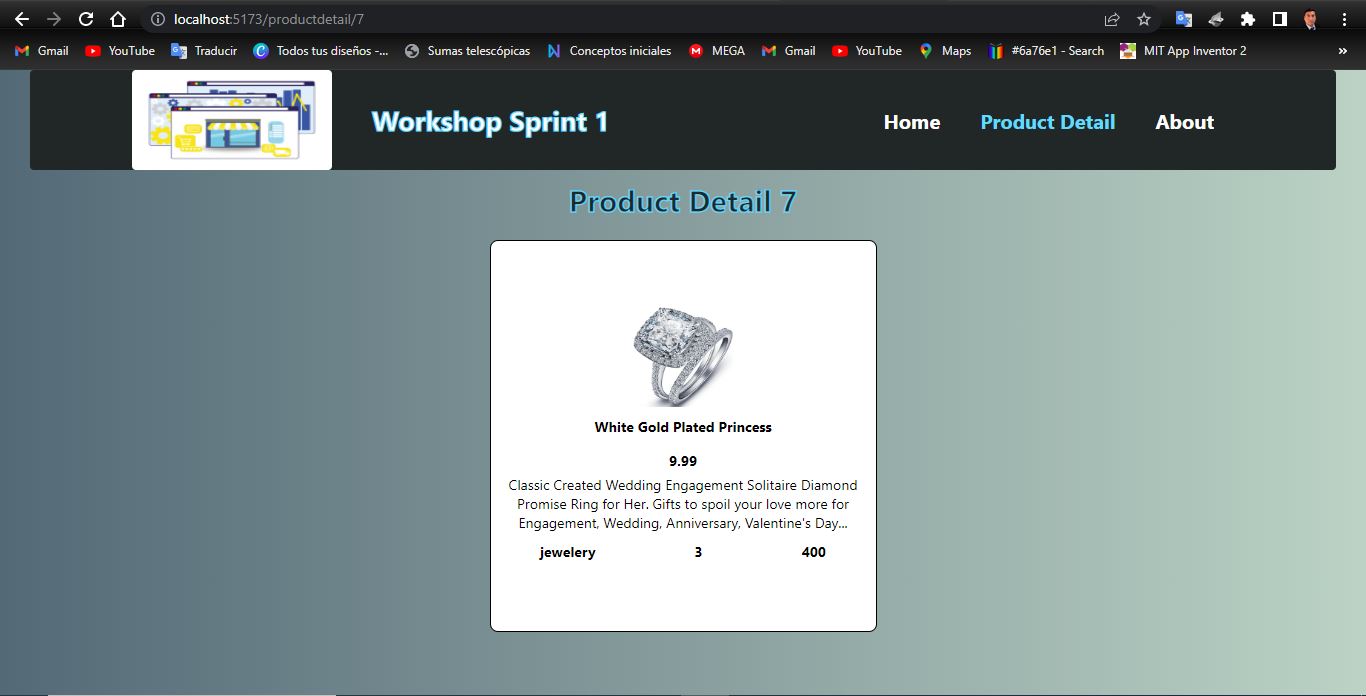 localhost:5173/productdetail/7
Gmail YouTube Traducir Todos tus diseños -... Sumas telescópicas Conceptos iniciales MEGA Gmail YouTube Maps #6a76e1 - Search MIT App Inventor 2 »
Workshop Sprint 1 Home Product Detail About
Product Detail 7
White Gold Plated Princess
9.99
Classic Created Wedding Engagement Solitaire Diamond
Promise Ring for Her. Gifts to spoil your love more for
Engagement, Wedding, Anniversary, Valentine's Day...
jewelery 3 400